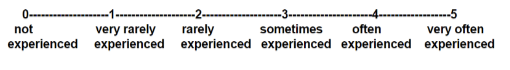 0--------------------1--------------------2--------------------3---------------------4------------------5
not very rarely rarely sometimes often very often
experienced experienced experienced experienced experienced experienced